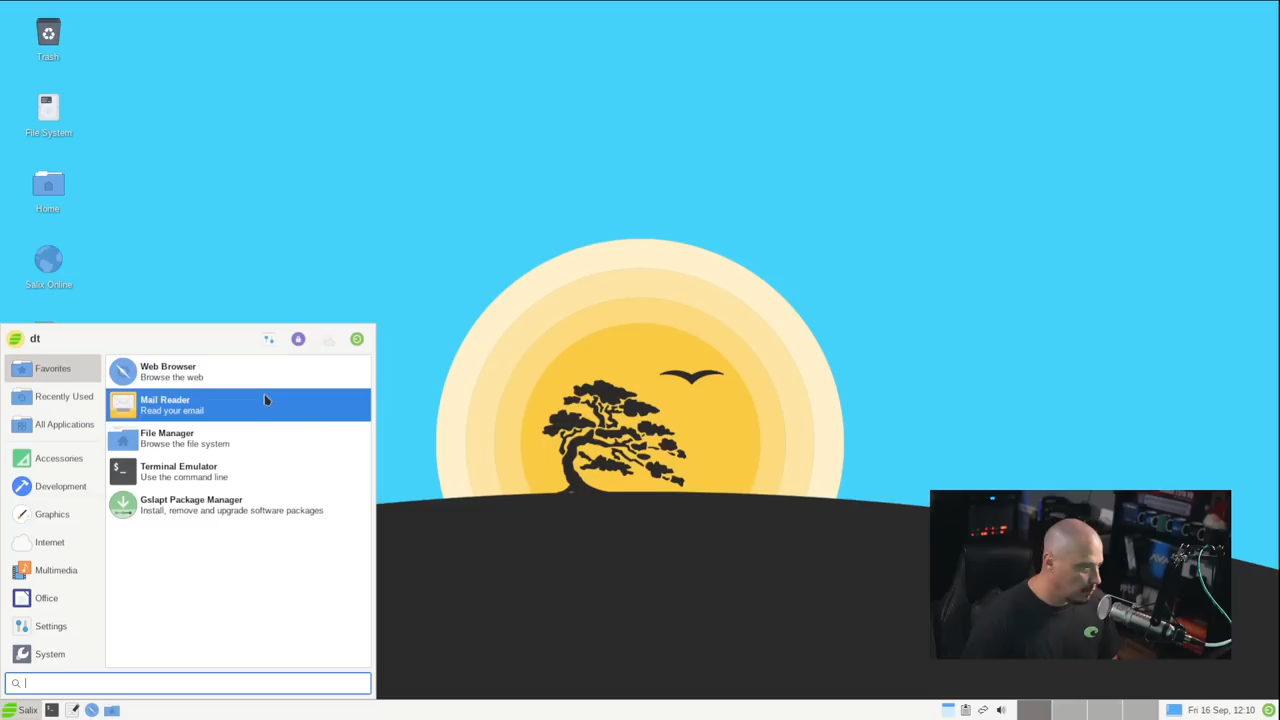 Trash
File System
Home
Salix Online
dt
Favorites
Recently Used
All Applications
Accessories
Development
Graphics
Internet
Multimedia
Office
Settings
System
Web Browser
Browse the web
Mail Reader
Read your email
File Manager
Browse the file system
$_
Terminal Emulator
Use the command line
Gslapt Package Manager
Install, remove and upgrade software packages
Salix
Fri 16 Sep, 12:10